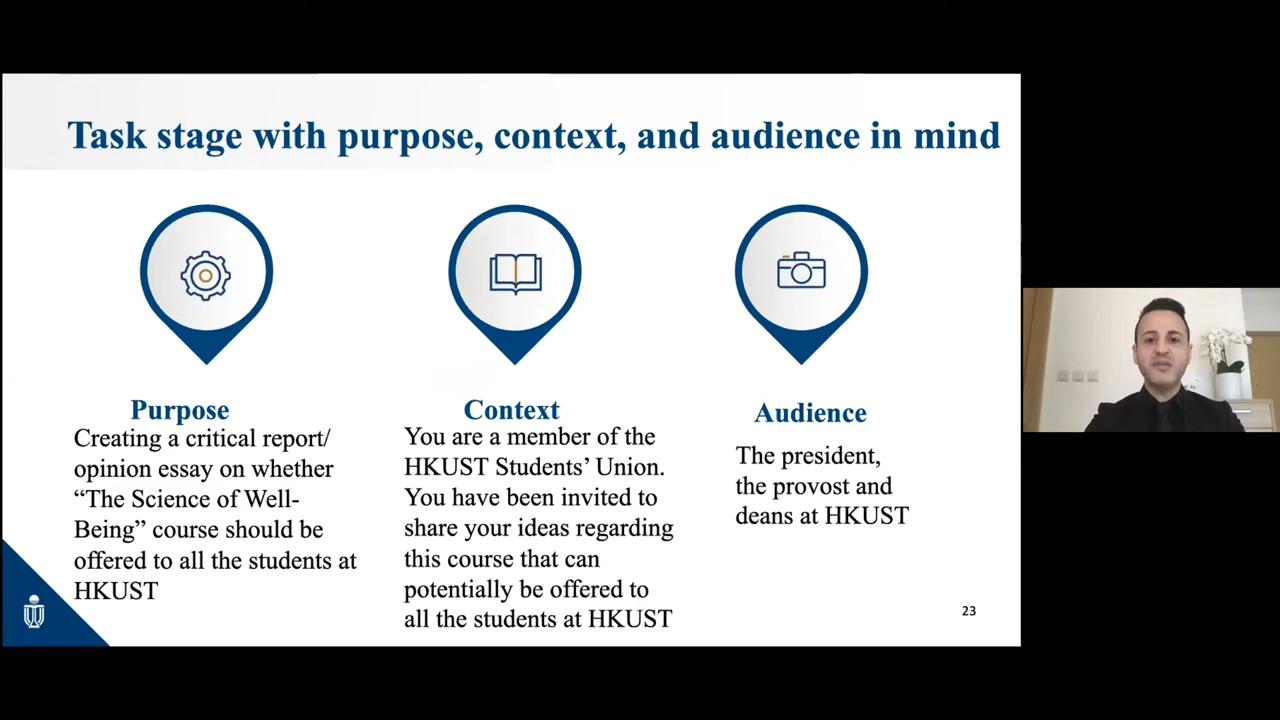 Task stage with purpose, context, and audience in mind
Purpose
Creating a critical report/
opinion essay on whether
“The Science of Well-
Being” course should be
offered to all the students at
HKUST
Context
You are a member of the
HKUST Students’ Union.
You have been invited to
share your ideas regarding
this course that can
potentially be offered to
all the students at HKUST
Audience
The president,
the provost and
deans at HKUST
23